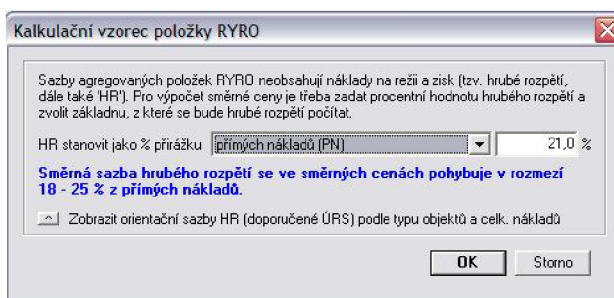 Kalkulační vzorec položky RYRO
Sazby agregovaných položek RYRO neobsahují náklady na režii a zisk (tzv. hrubé rozpětí,
dále také 'HR'). Pro výpočet směrné ceny je třeba zadat procentní hodnotu hrubého rozpětí a
zvolit základnu, z které se bude hrubé rozpětí počítat.
HR stanovit jako % přirážku přímých nákladů (PN) 21,0 %
Směrná sazba hrubého rozpětí se ve směrných cenách pohybuje v rozmezí
18 - 25 % z přímých nákladů.
Zobrazit orientační sazby HR (doporučené ÚRS) podle typu objektů a celk. nákladů
OK Storno